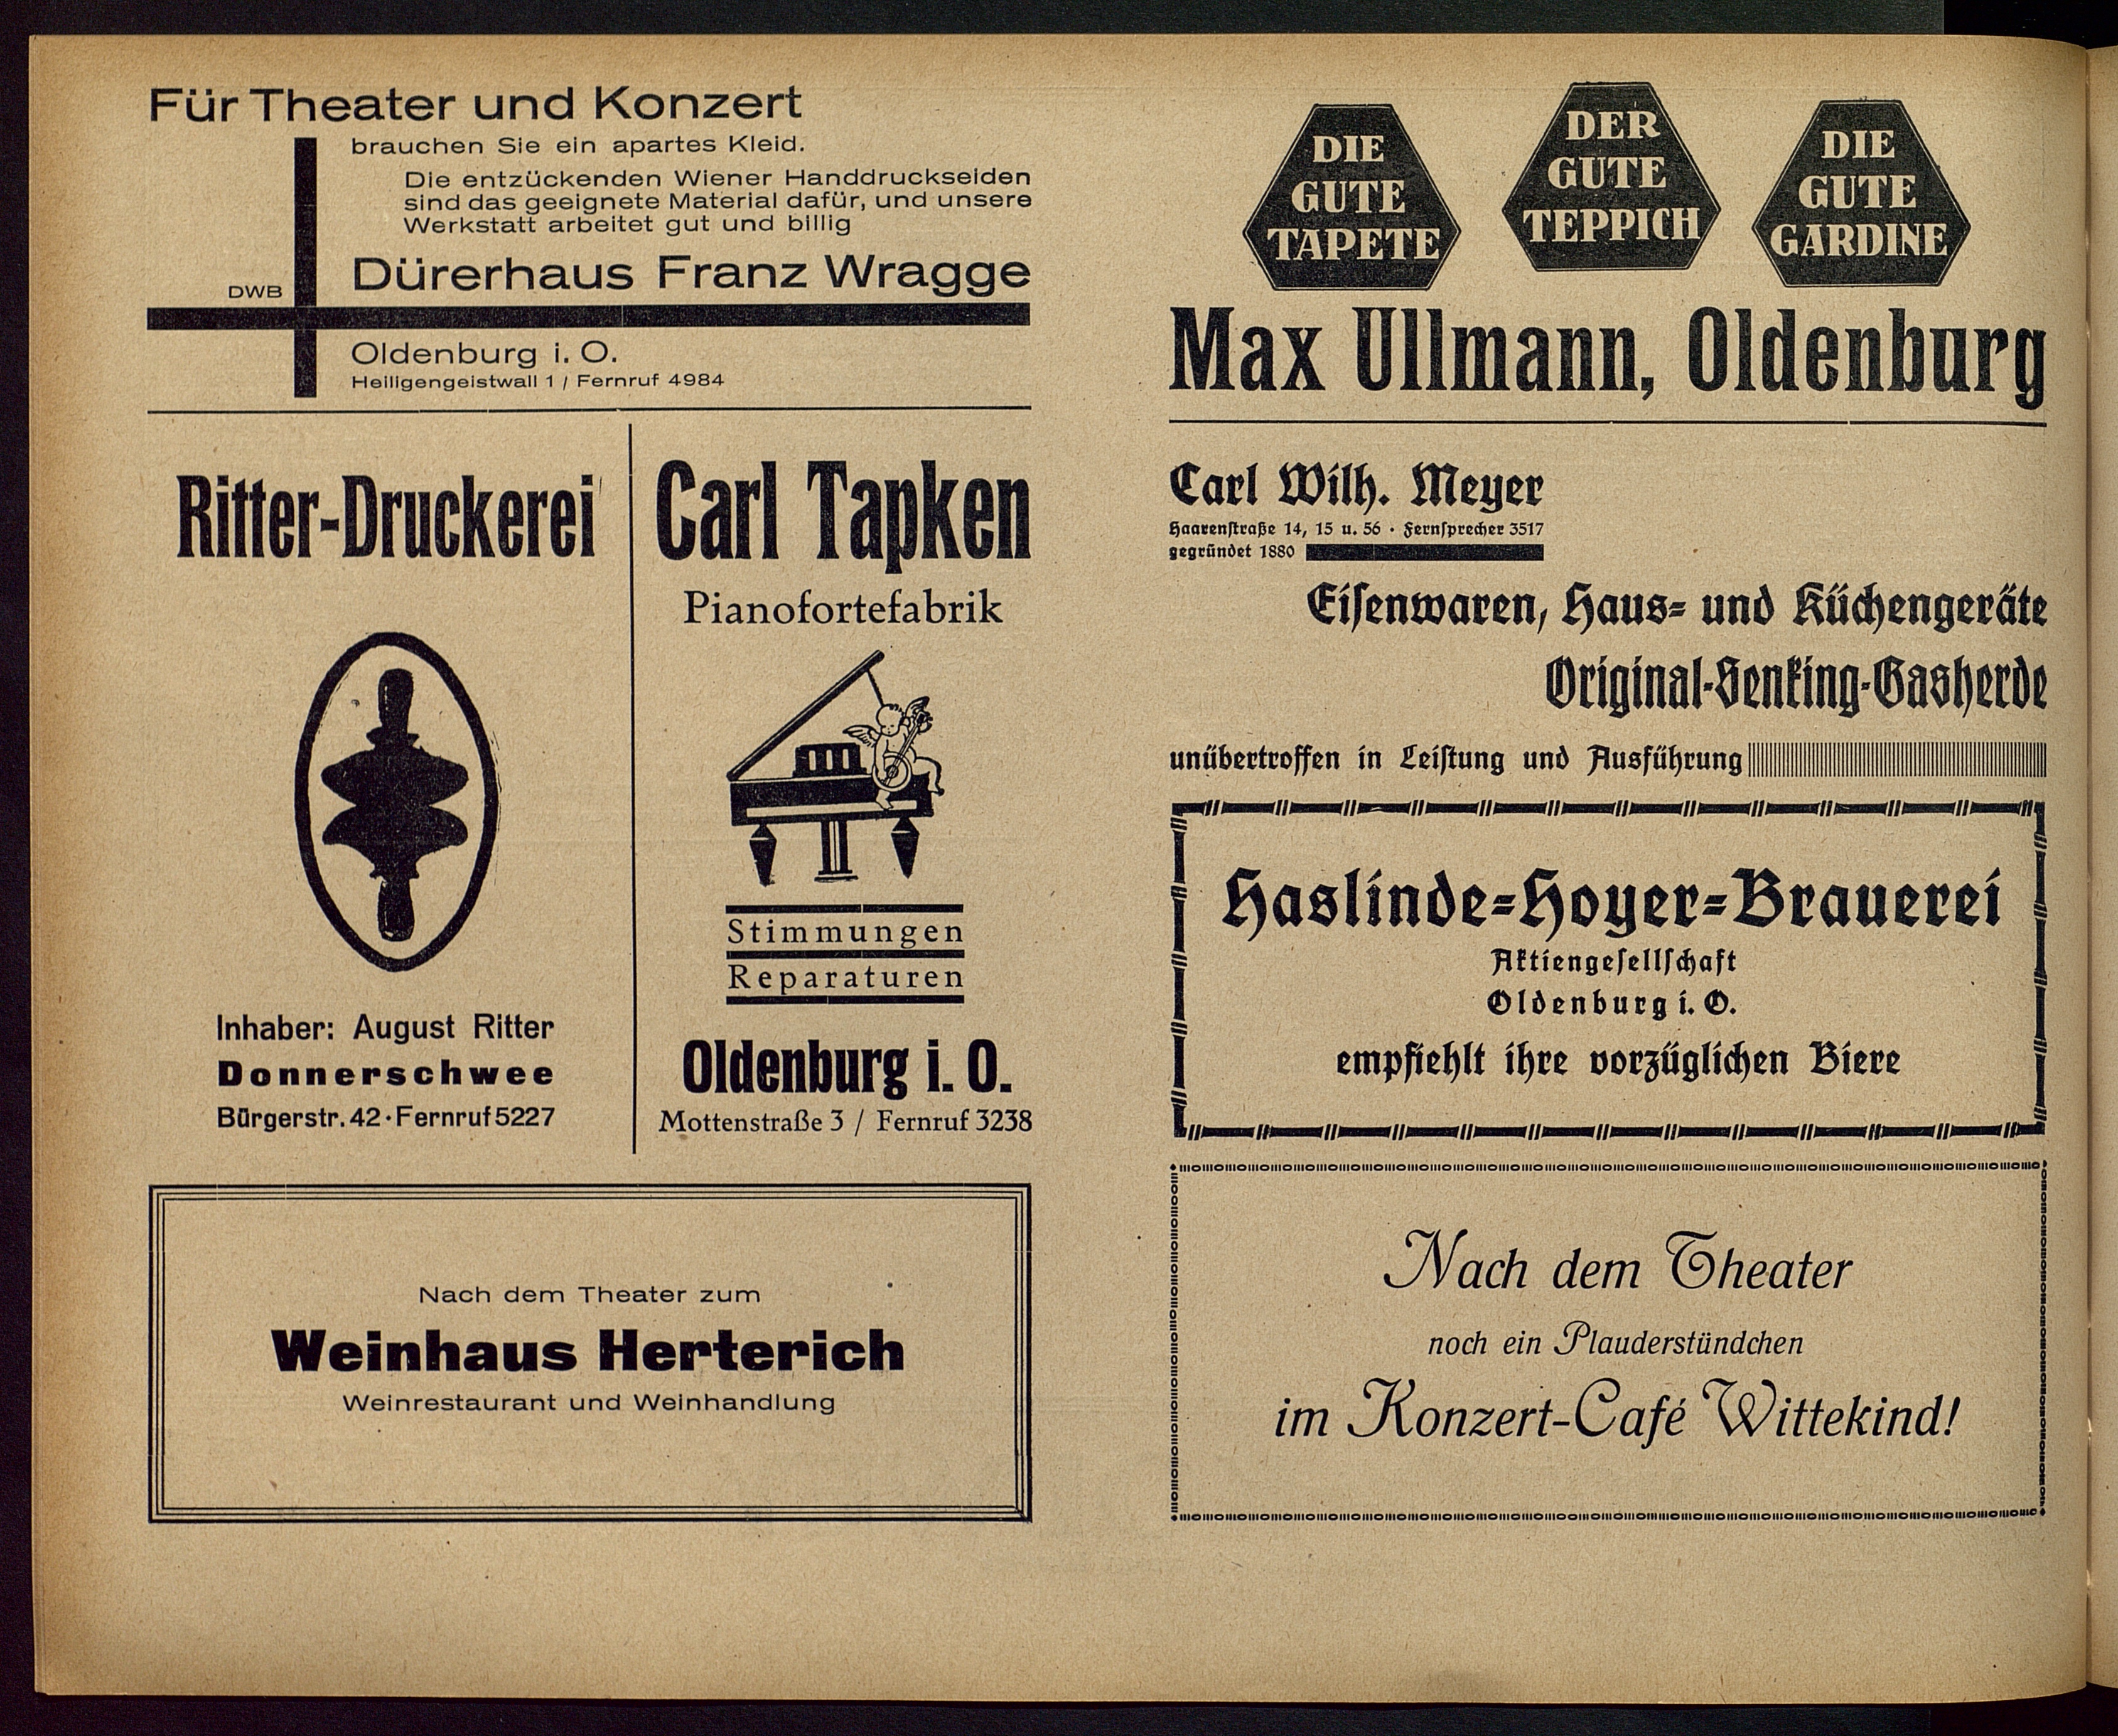 Für Theater und Konzert
brauchen Sie ein apartes Kleid.
Die entzückenden Wiener Handdruckseiden
sind das geeignete Material dafür, und unsere
Werkstatt arbeitet gut und billig
Dürerhaus Franz Wragge
DWB
Oldenburg i. O.
Heiligengeistwall 1 / Fernruf 4984
Ritter-Druckerei
Inhaber: August Ritter
Donnerschwee
Bürgerstr. 42 · Fernruf 5227
Carl Tapken
Pianofortefabrik
Stimmungen
Reparaturen
Oldenburg i. O.
Mottenstraße 3 / Fernruf 3238
Nach dem Theater zum
Weinhaus Herterich
Weinrestaurant und Weinhandlung
DIE
GUTE
TAPETE
DER
GUTE
TEPPICH
DIE
GUTE
GARDINE
Max Ullmann, Oldenburg
Carl Wilh. Meyer
Haarenſtraße 14, 15 u. 56 · Fernſprecher 3517
gegründet 1880
Eiſenwaren, Haus- und Küchengeräte
Original-Senking-Gasherde
unübertroffen in Leiſtung und Ausführung
Haslinde-Hoyer-Brauerei
Aktiengeſellſchaft
Oldenburg i. O.
empfiehlt ihre vorzüglichen Biere
Nach dem Theater
noch ein Plauderstündchen
im Konzert-Café Wittekind!